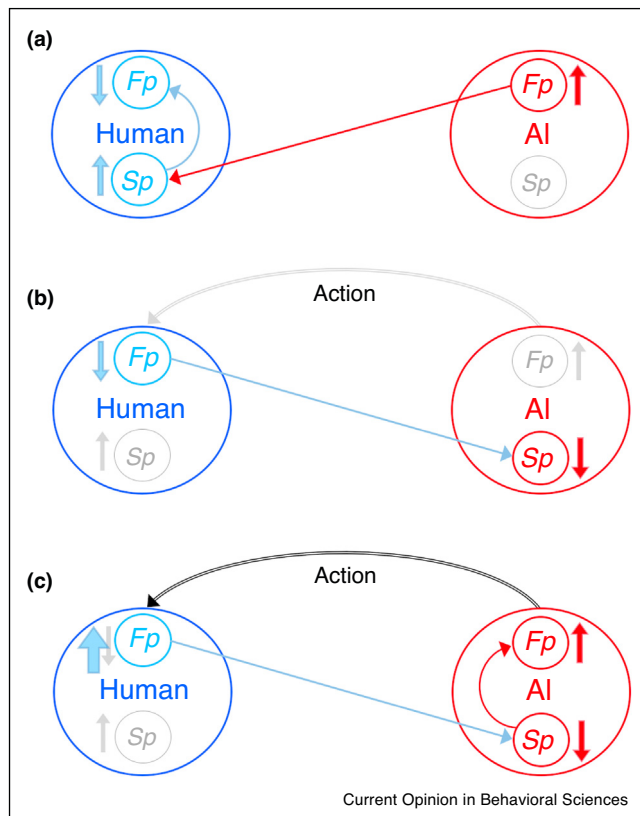 (a)
Fp
Human
Sp
Fp
AI
Sp
(b)
Action
Fp
Human
Sp
Fp
AI
Sp
(c)
Action
Fp
Human
Sp
Fp
AI
Sp
Current Opinion in Behavioral Sciences